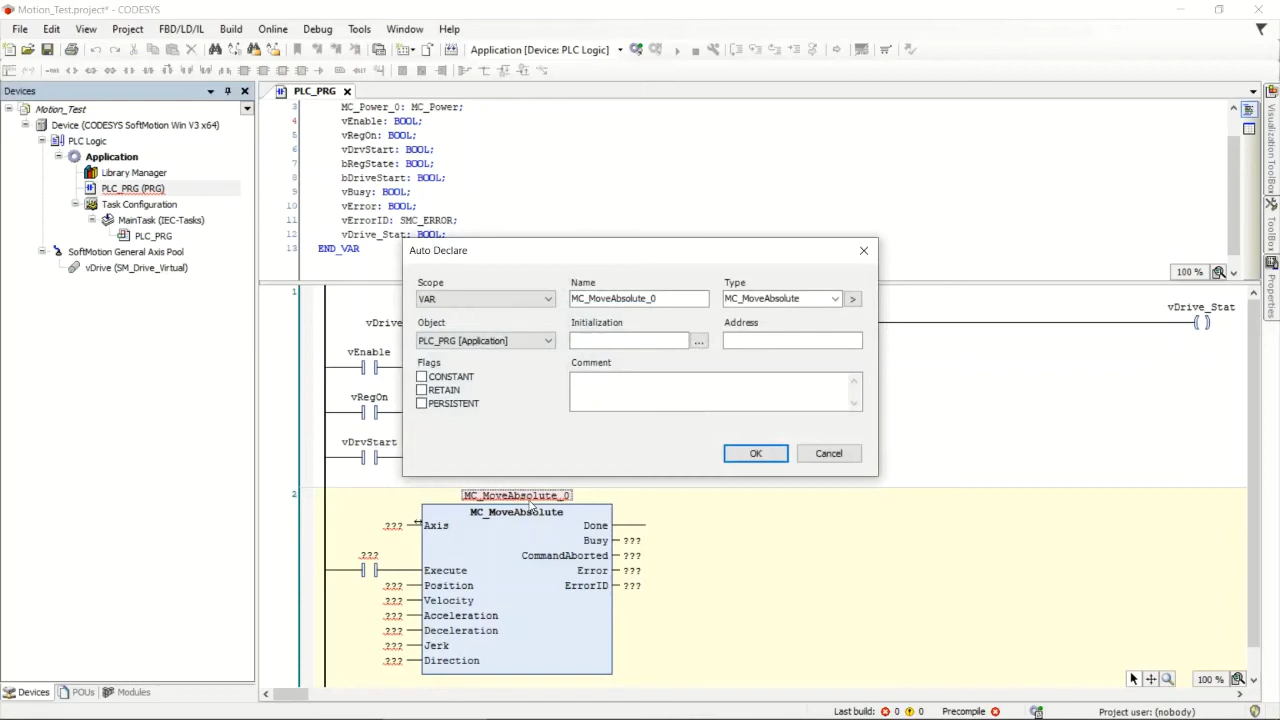 Motion_Test.project* - CODESYS
File Edit View Project FBD/LD/IL Build Online Debug Tools Window Help
Application [Device: PLC Logic]
Devices
Motion_Test
Device (CODESYS SoftMotion Win V3 x64)
PLC Logic
Application
Library Manager
PLC_PRG (PRG)
Task Configuration
MainTask (IEC-Tasks)
PLC_PRG
SoftMotion General Axis Pool
vDrive (SM_Drive_Virtual)
Devices POUs Modules
PLC_PRG
3 MC_Power_0: MC_Power;
4 vEnable: BOOL;
5 vRegOn: BOOL;
6 vDrvStart: BOOL;
7 bRegState: BOOL;
8 bDriveStart: BOOL;
9 vBusy: BOOL;
10 vError: BOOL;
11 vErrorID: SMC_ERROR;
12 vDrive_Stat: BOOL;
13 END_VAR
100 %
Auto Declare
Scope Name Type
VAR MC_MoveAbsolute_0 MC_MoveAbsolute >
Object Initialization Address
PLC_PRG [Application] ...
Flags Comment
CONSTANT
RETAIN
PERSISTENT
OK Cancel
1
vDrive_Stat
vDrive
vEnable
vRegOn
vDrvStart
2
MC_MoveAbsolute_0
MC_MoveAbsolute
??? Axis Done
Busy ???
??? CommandAborted ???
Execute Error ???
??? Position ErrorID ???
??? Velocity
??? Acceleration
??? Deceleration
??? Jerk
??? Direction
100 %
Visualization ToolBox
ToolBox
Properties
Last build: 0 0 Precompile Project user: (nobody)